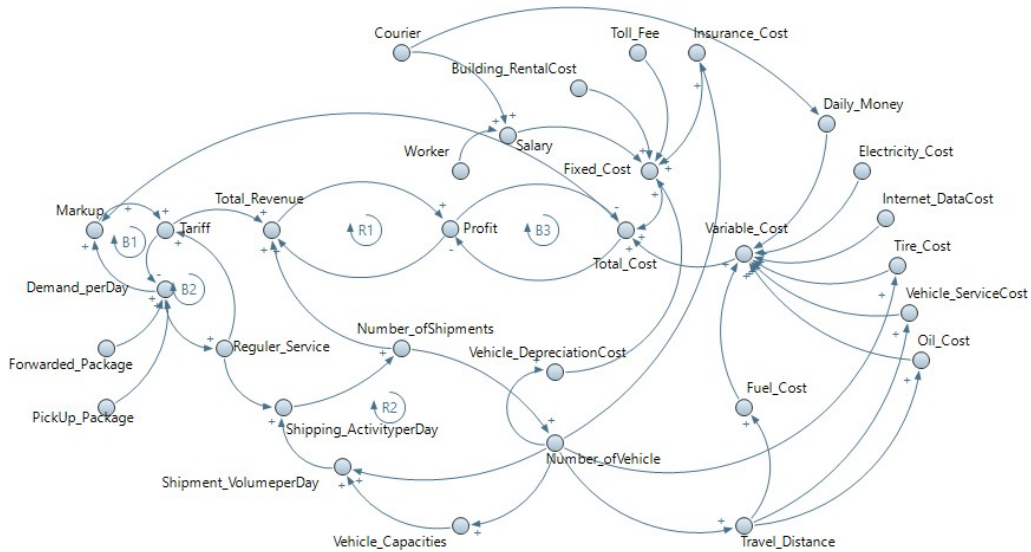 Courier
Toll_Fee
Insurance_Cost
Building_RentalCost
Daily_Money
Salary
Worker
Fixed_Cost
Electricity_Cost
Markup
Tariff
Total_Revenue
R1
Profit
B3
Total_Cost
Variable_Cost
Internet_DataCost
B1
Tire_Cost
Demand_perDay
B2
Vehicle_ServiceCost
Number_ofShipments
Vehicle_DepreciationCost
Oil_Cost
Forwarded_Package
Reguler_Service
Fuel_Cost
PickUp_Package
R2
Shipping_ActivityperDay
Number_ofVehicle
Shipment_VolumeperDay
Vehicle_Capacities
Travel_Distance